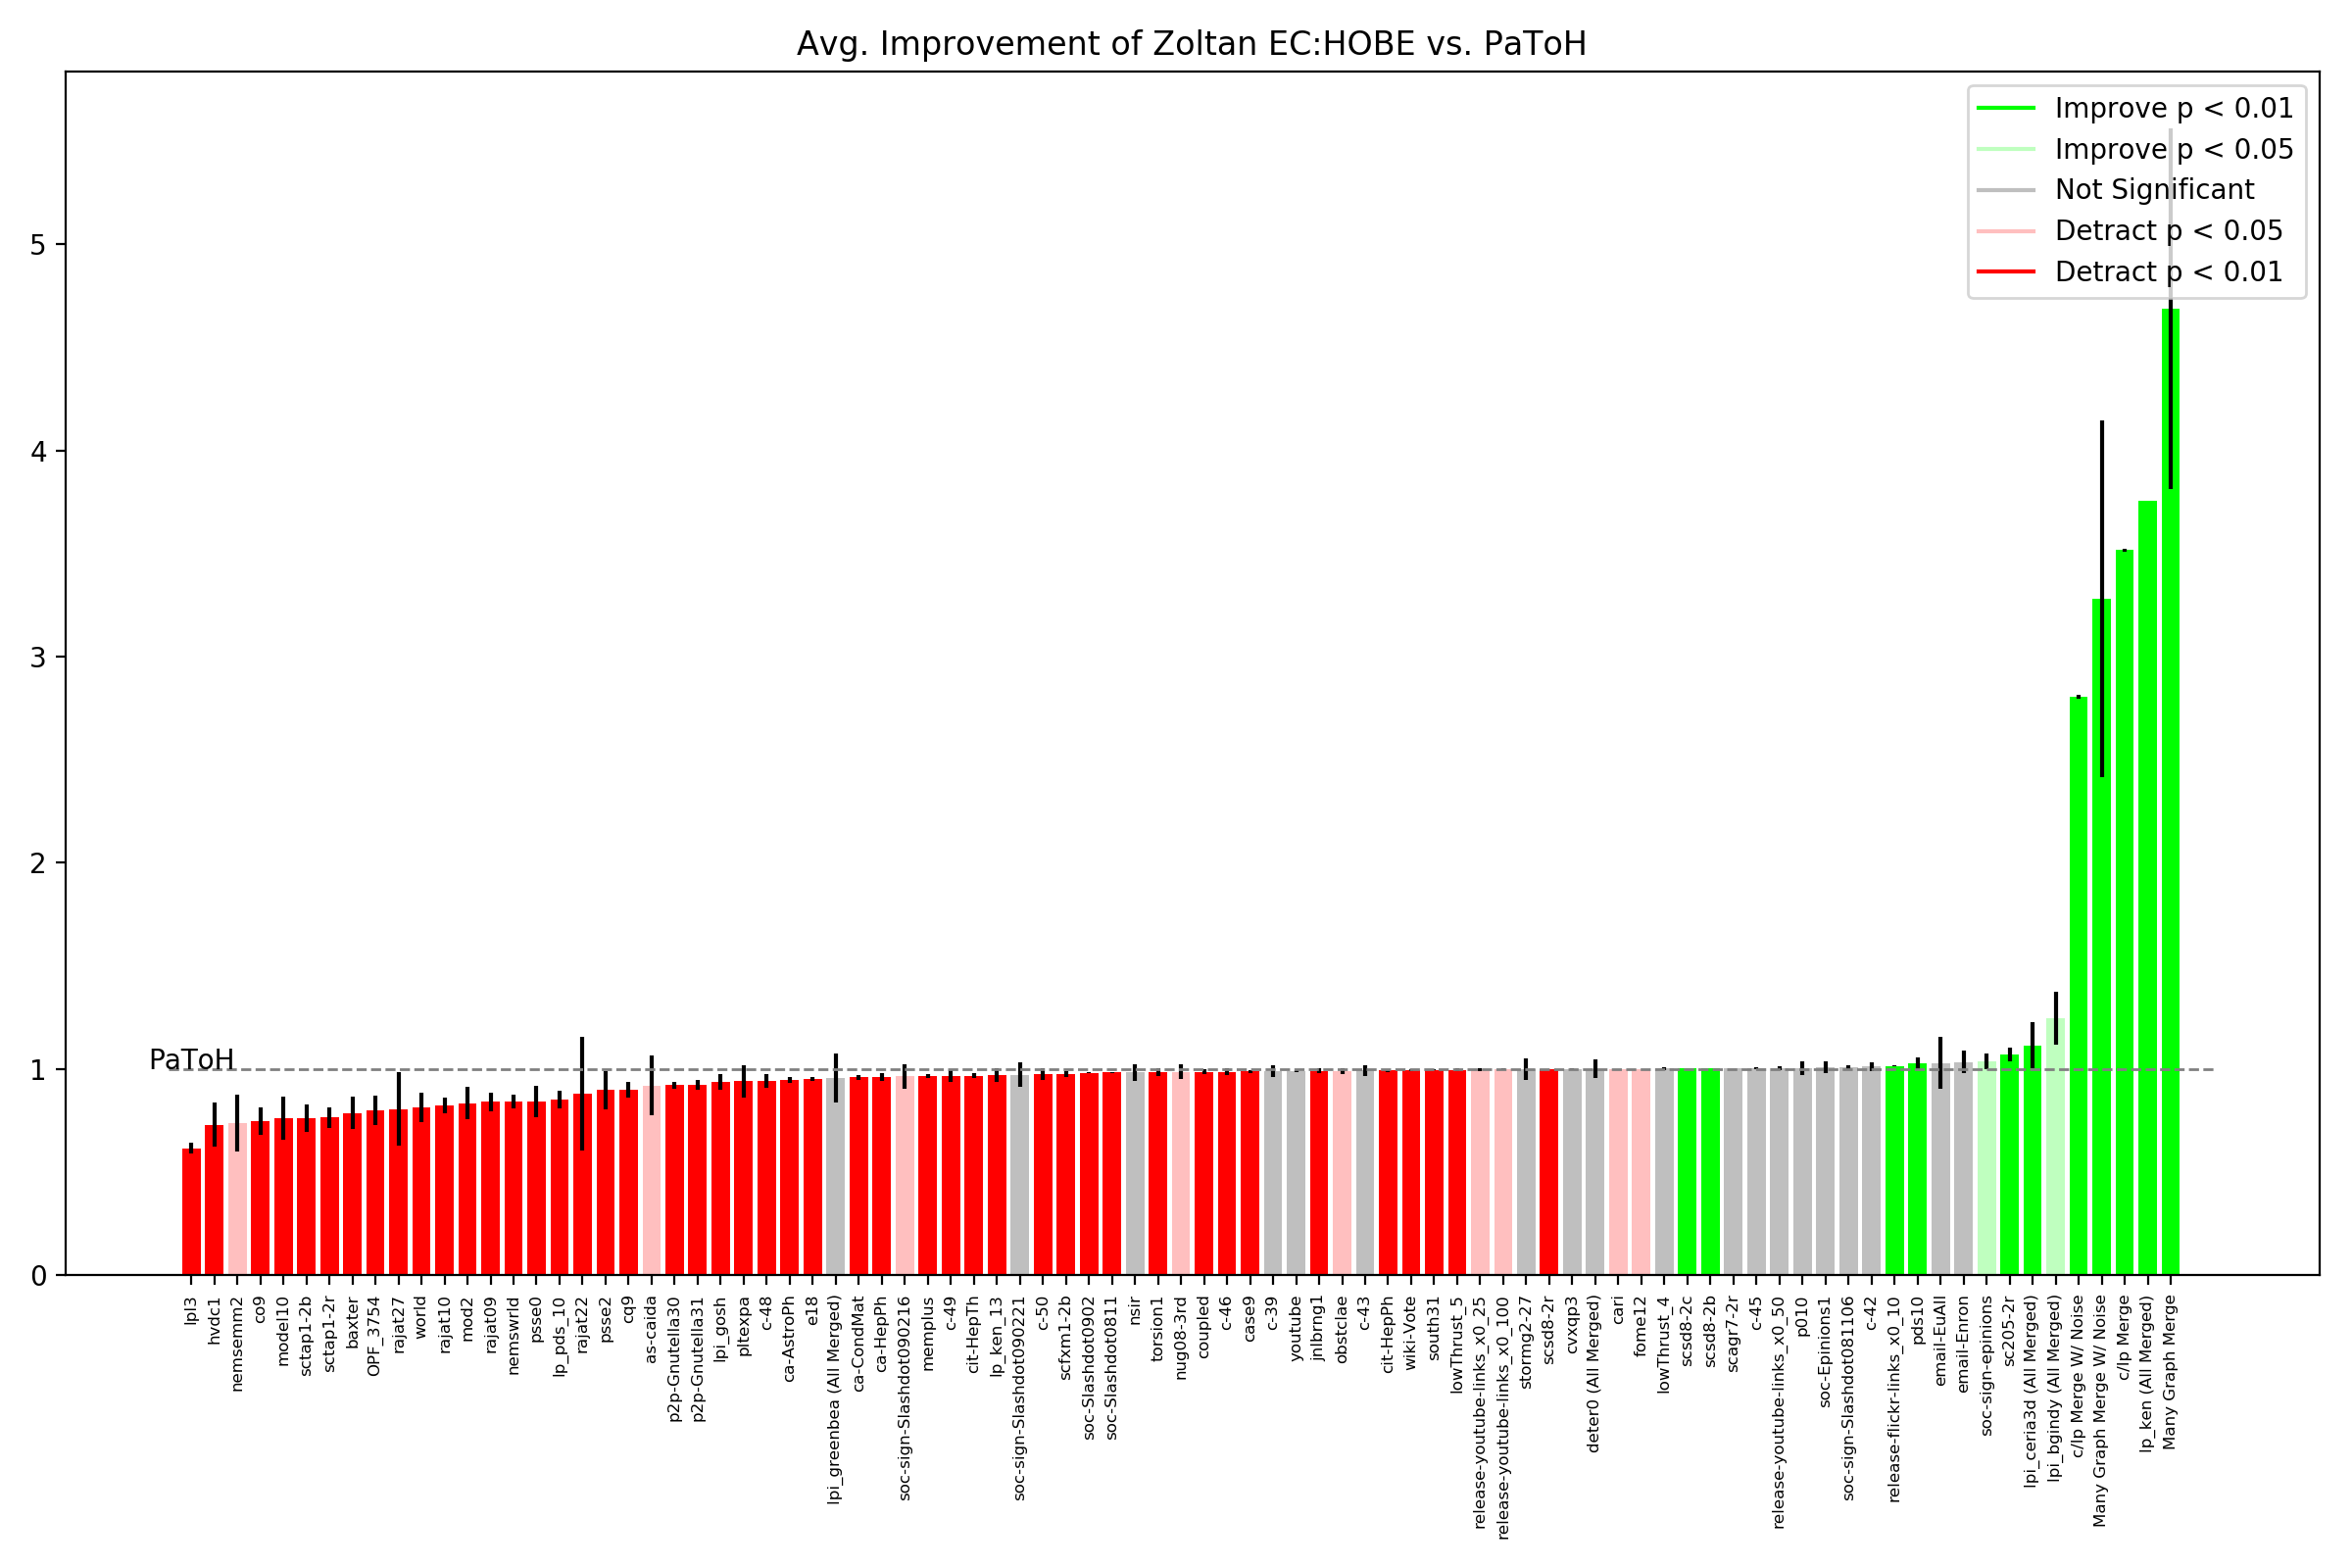 Avg. Improvement of Zoltan EC:HOBE vs. PaToH
Improve p < 0.01
Improve p < 0.05
Not Significant
Detract p < 0.05
Detract p < 0.01
5
4
3
2
1
0
PaToH
lpl3
hvdc1
nemsemm2
co9
model10
sctap1-2b
sctap1-2r
baxter
OPF_3754
rajat27
world
rajat10
mod2
rajat09
nemswrld
psse0
lp_pds_10
rajat22
psse2
cq9
as-caida
p2p-Gnutella30
p2p-Gnutella31
lpi_gosh
pltexpa
c-48
ca-AstroPh
e18
lpi_greenbea (All Merged)
ca-CondMat
ca-HepPh
soc-sign-Slashdot090216
memplus
c-49
cit-HepTh
lp_ken_13
soc-sign-Slashdot090221
c-50
scfxm1-2b
soc-Slashdot0902
soc-Slashdot0811
nsir
torsion1
nug08-3rd
coupled
c-46
case9
c-39
youtube
jnlbrng1
obstclae
c-43
cit-HepPh
wiki-Vote
south31
lowThrust_5
release-youtube-links_x0_25
release-youtube-links_x0_100
stormg2-27
scsd8-2r
cvxqp3
deter0 (All Merged)
cari
fome12
lowThrust_4
scsd8-2c
scsd8-2b
scagr7-2r
c-45
release-youtube-links_x0_50
p010
soc-Epinions1
soc-sign-Slashdot081106
c-42
release-flickr-links_x0_10
pds10
email-EuAll
email-Enron
soc-sign-epinions
sc205-2r
lpi_ceria3d (All Merged)
lpi_bgindy (All Merged)
c/lp Merge W/ Noise
Many Graph Merge W/ Noise
c/lp Merge
lp_ken (All Merged)
Many Graph Merge